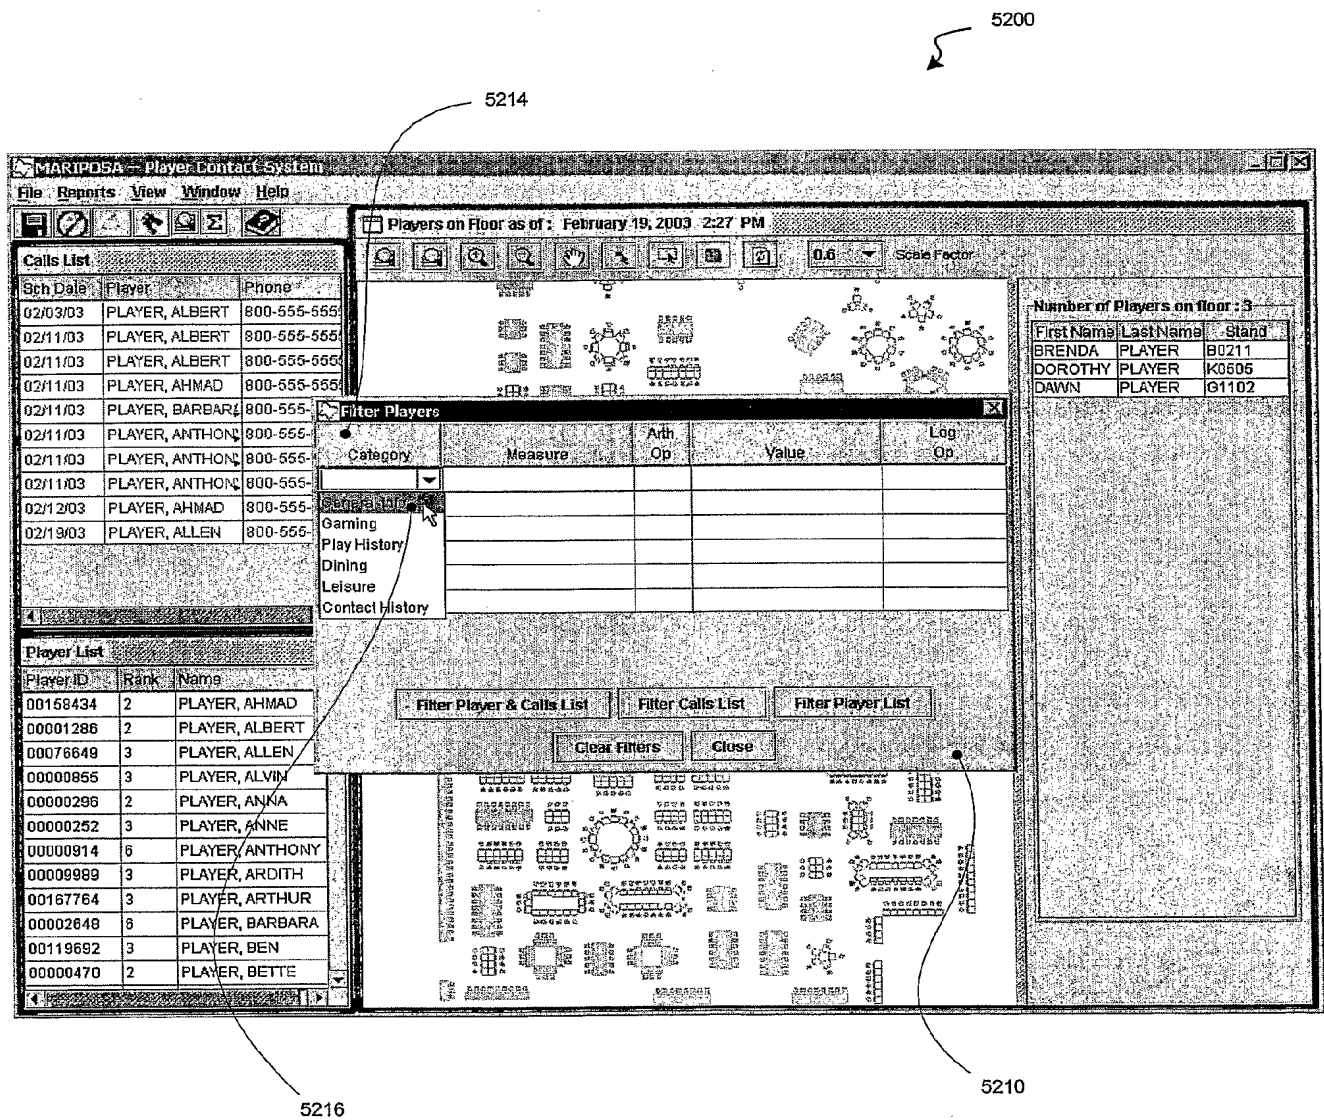 5200
5214
MARIPOSA — Player Contact System
File Reports View Window Help
Calls List
Sch Date Player Phone
02/03/03 PLAYER, ALBERT 800-555-555
02/11/03 PLAYER, ALBERT 800-555-555
02/11/03 PLAYER, ALBERT 800-555-555
02/11/03 PLAYER, AHMAD 800-555-555
02/11/03 PLAYER, BARBARA 800-555-
02/11/03 PLAYER, ANTHON 800-555-
02/11/03 PLAYER, ANTHON 800-555-
02/11/03 PLAYER, ANTHON 800-555-
02/12/03 PLAYER, AHMAD 800-555-
02/19/03 PLAYER, ALLEN 800-555-
Player List
Player ID Rank Name
00158434 2 PLAYER, AHMAD
00001286 2 PLAYER, ALBERT
00076649 3 PLAYER, ALLEN
00000855 3 PLAYER, ALVIN
00000296 2 PLAYER, ANNA
00000252 3 PLAYER, ANNE
00000914 6 PLAYER, ANTHONY
00009989 3 PLAYER, ARDITH
00167764 3 PLAYER, ARTHUR
00002648 6 PLAYER, BARBARA
00119692 3 PLAYER, BEN
00000470 2 PLAYER, BETTE
Players on Floor as of : February 19, 2003 2:27 PM
0.6 Scale Factor
Number of Players on floor : 3
First Name Last Name Stand
BRENDA PLAYER B0211
DOROTHY PLAYER K0505
DAWN PLAYER G1102
Filter Players
Category Measure Arth Op Value Log Op
General
Gaming
Play History
Dining
Leisure
Contact History
Filter Player & Calls List Filter Calls List Filter Player List
Clear Filters Close
5210
5216